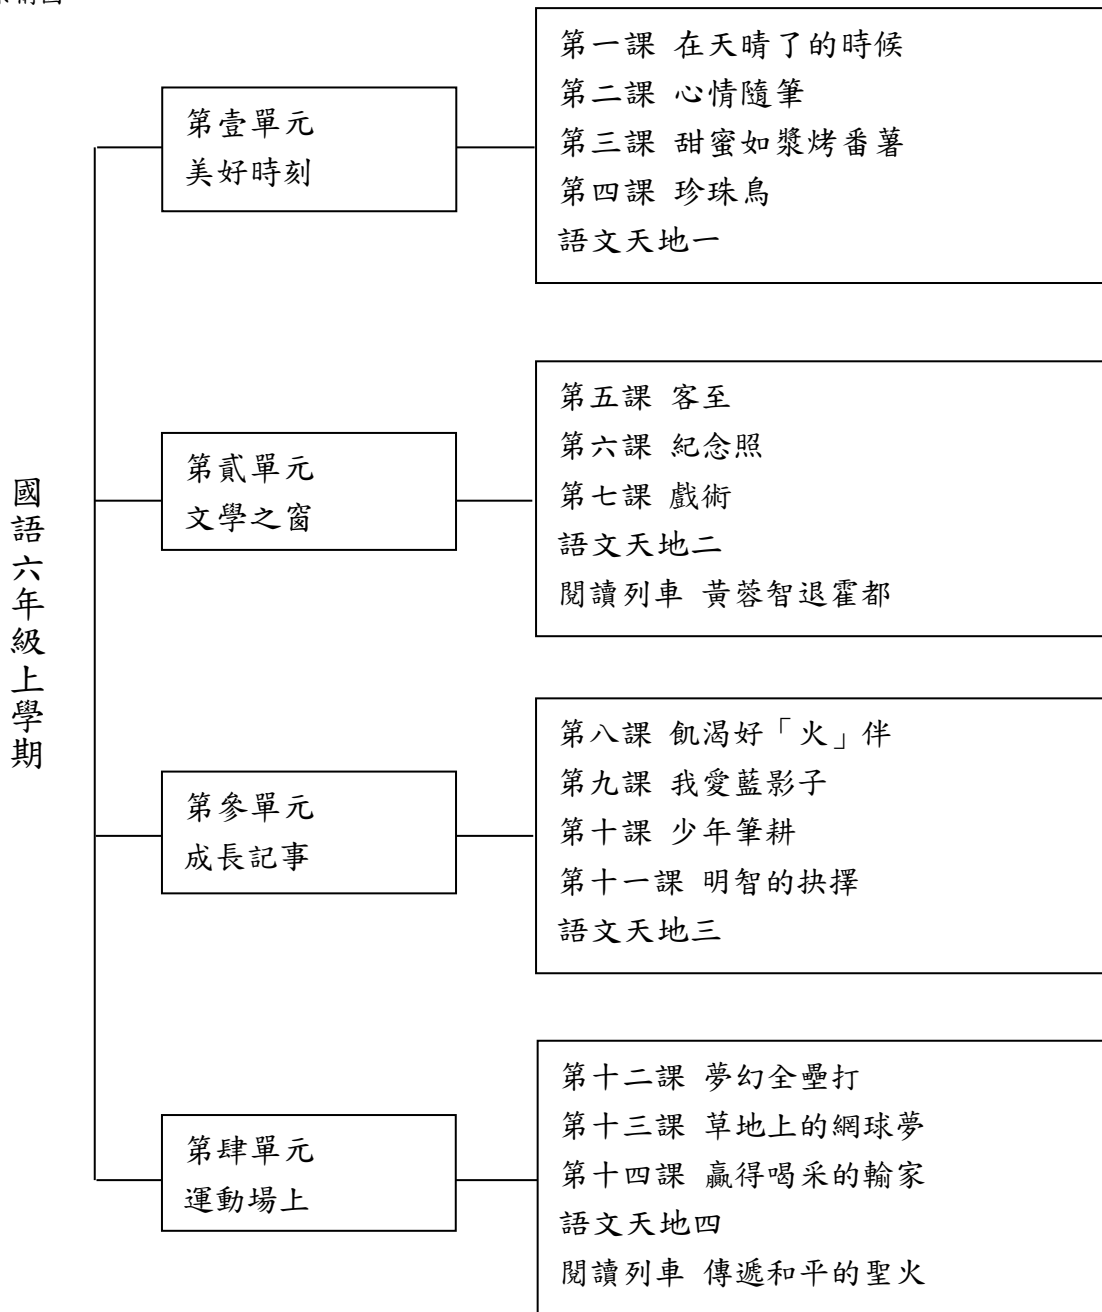 國語六年級上學期
第壹單元
美好時刻
第一課 在天晴了的時候
第二課 心情隨筆
第三課 甜蜜如漿烤番薯
第四課 珍珠鳥
語文天地一
第貳單元
文學之窗
第五課 客至
第六課 紀念照
第七課 戲術
語文天地二
閱讀列車 黃蓉智退霍都
第參單元
成長記事
第八課 飢渴好「火」伴
第九課 我愛藍影子
第十課 少年筆耕
第十一課 明智的抉擇
語文天地三
第肆單元
運動場上
第十二課 夢幻全壘打
第十三課 草地上的網球夢
第十四課 贏得喝采的輸家
語文天地四
閱讀列車 傳遞和平的聖火